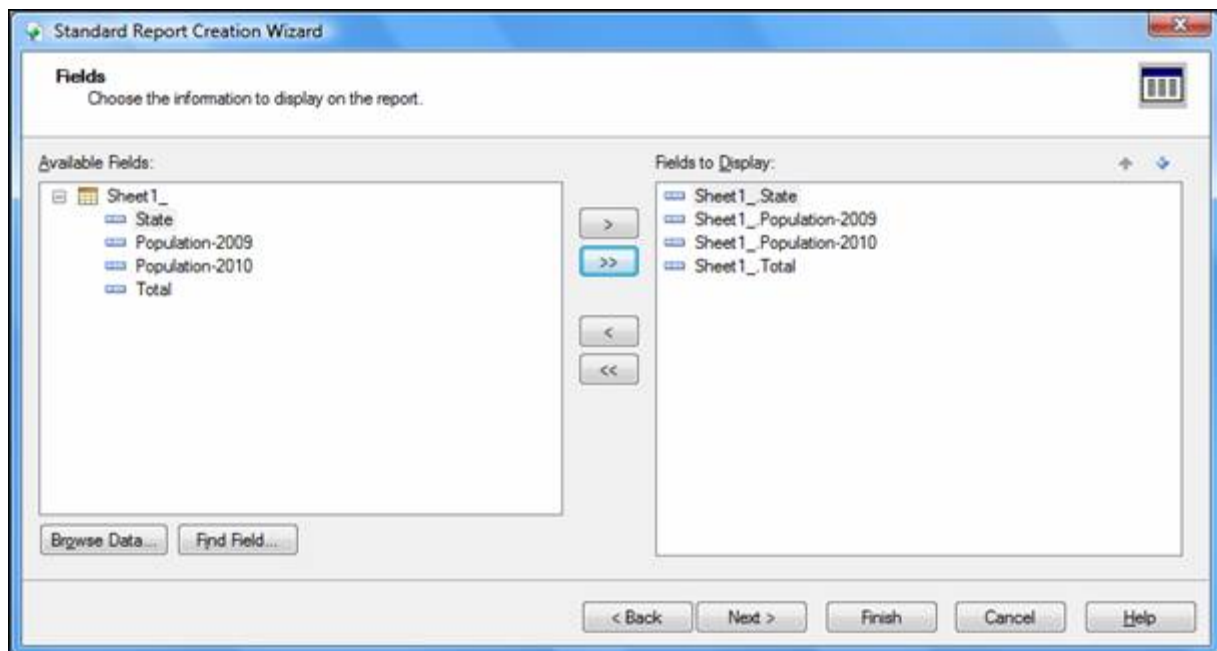 Standard Report Creation Wizard
Fields
Choose the information to display on the report.
Available Fields:
Sheet1_
State
Population-2009
Population-2010
Total
Browse Data...
Find Field...
>
>>
<
<<
Fields to Display:
Sheet1_.State
Sheet1_.Population-2009
Sheet1_.Population-2010
Sheet1_.Total
< Back
Next >
Finish
Cancel
Help